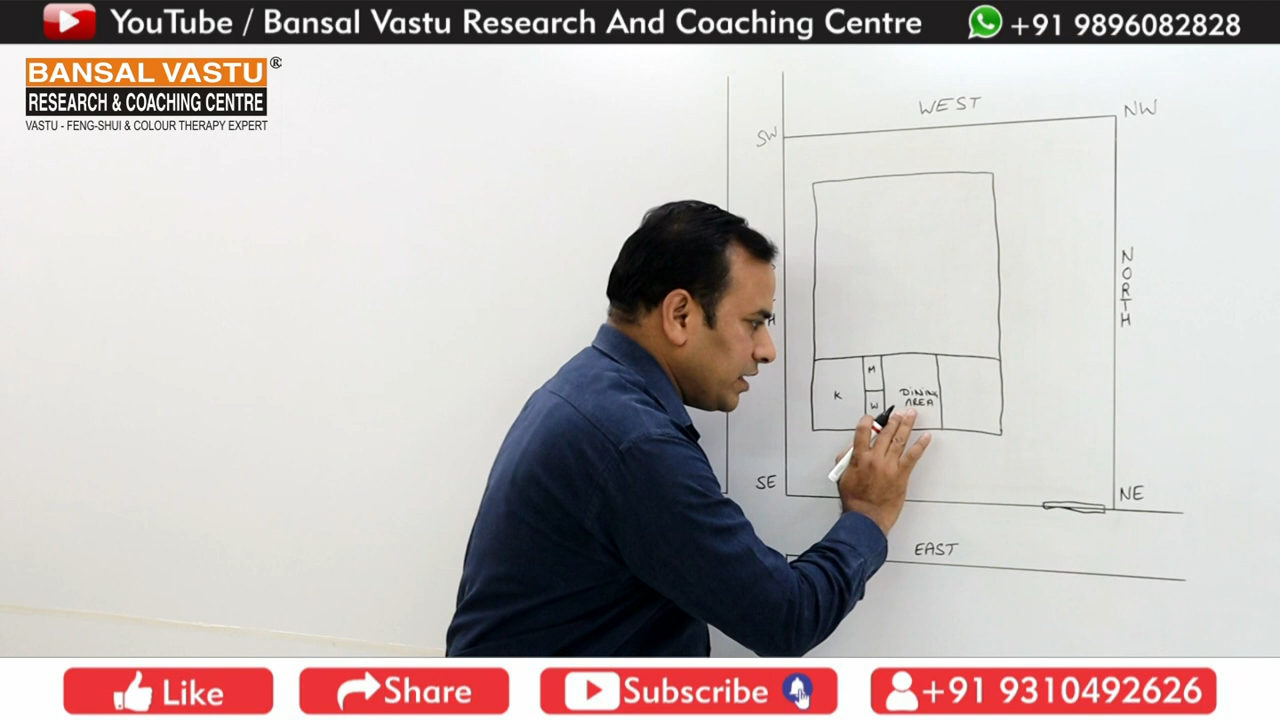 YouTube / Bansal Vastu Research And Coaching Centre
+91 9896082828
BANSAL VASTU ®
RESEARCH & COACHING CENTRE
VASTU - FENG-SHUI & COLOUR THERAPY EXPERT
WEST
NW
SW
NORTH
H
M
K
W
DINING
AREA
SE
NE
EAST
Like
Share
Subscribe
+91 9310492626